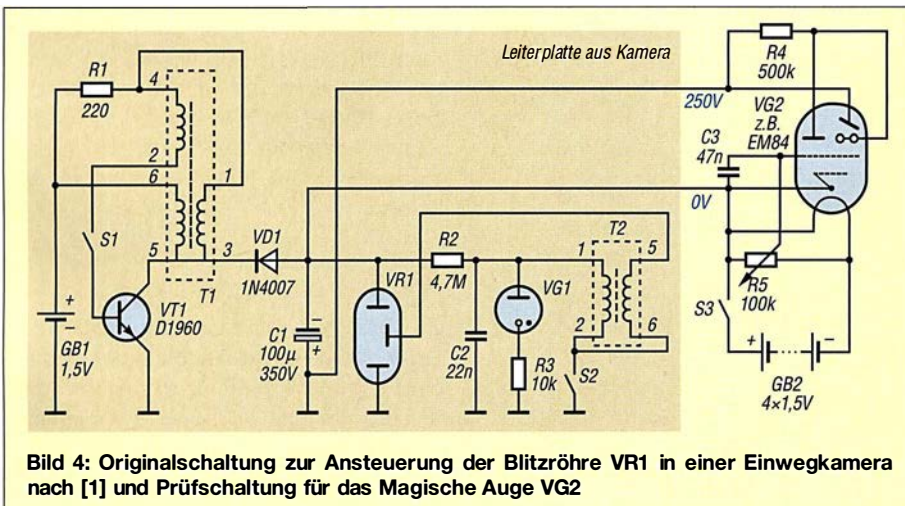 Leiterplatte aus Kamera
R1
220
4
2
6
1
5
3
T1
S1
VT1
D1960
+
−
GB1
1,5V
VD1
1N4007
C1
100µ
350V
−
+
VR1
R2
4,7M
C2
22n
VG1
R3
10k
T2
1
5
2
6
S2
R4
500k
250V
VG2
z.B.
EM84
C3
47n
0V
R5
100k
S3
+
−
GB2
4×1,5V
Bild 4: Originalschaltung zur Ansteuerung der Blitzröhre VR1 in einer Einwegkamera
nach [1] und Prüfschaltung für das Magische Auge VG2